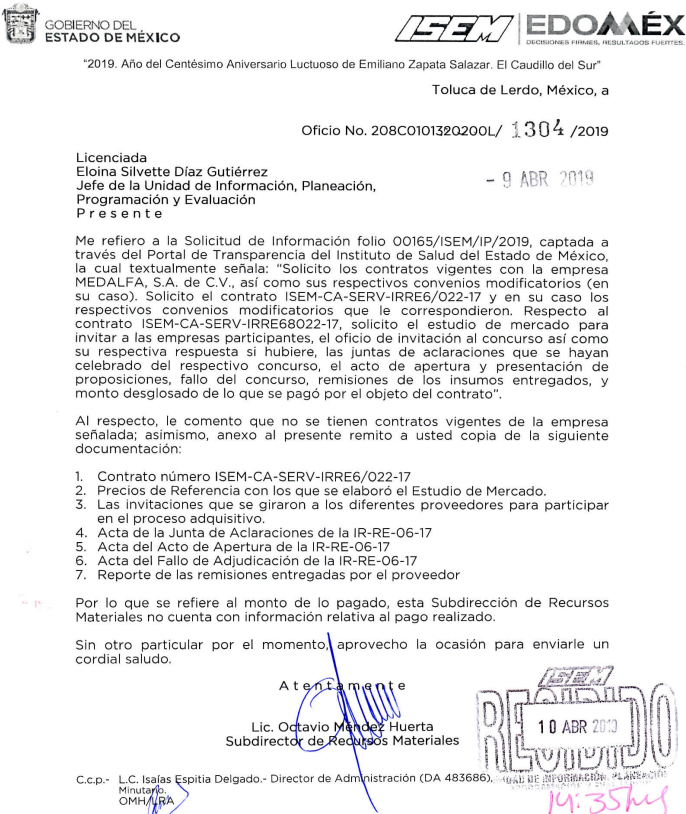 GOBIERNO DEL
ESTADO DE MÉXICO
ISEM
EDOMÉX
DECISIONES FIRMES, RESULTADOS FUERTES.
"2019. Año del Centésimo Aniversario Luctuoso de Emiliano Zapata Salazar. El Caudillo del Sur"
Toluca de Lerdo, México, a
Oficio No. 208C0101320200L/ 1304 /2019
Licenciada
Eloina Silvette Díaz Gutiérrez
Jefe de la Unidad de Información, Planeación,
Programación y Evaluación
P r e s e n t e
- 9 ABR 2019
Me refiero a la Solicitud de Información folio 00165/ISEM/IP/2019, captada a
través del Portal de Transparencia del Instituto de Salud del Estado de México,
la cual textualmente señala: "Solicito los contratos vigentes con la empresa
MEDALFA, S.A. de C.V., así como sus respectivos convenios modificatorios (en
su caso). Solicito el contrato ISEM-CA-SERV-IRRE6/022-17 y en su caso los
respectivos convenios modificatorios que le correspondieron. Respecto al
contrato ISEM-CA-SERV-IRRE68022-17, solicito el estudio de mercado para
invitar a las empresas participantes, el oficio de invitación al concurso así como
su respectiva respuesta si hubiere, las juntas de aclaraciones que se hayan
celebrado del respectivo concurso, el acto de apertura y presentación de
proposiciones, fallo del concurso, remisiones de los insumos entregados, y
monto desglosado de lo que se pagó por el objeto del contrato".
Al respecto, le comento que no se tienen contratos vigentes de la empresa
señalada; asimismo, anexo al presente remito a usted copia de la siguiente
documentación:
1. Contrato número ISEM-CA-SERV-IRRE6/022-17
2. Precios de Referencia con los que se elaboró el Estudio de Mercado.
3. Las invitaciones que se giraron a los diferentes proveedores para participar
en el proceso adquisitivo.
4. Acta de la Junta de Aclaraciones de la IR-RE-06-17
5. Acta del Acto de Apertura de la IR-RE-06-17
6. Acta del Fallo de Adjudicación de la IR-RE-06-17
7. Reporte de las remisiones entregadas por el proveedor
Por lo que se refiere al monto de lo pagado, esta Subdirección de Recursos
Materiales no cuenta con información relativa al pago realizado.
Sin otro particular por el momento, aprovecho la ocasión para enviarle un
cordial saludo.
A t e n t a m e n t e
Lic. Octavio Méndez Huerta
Subdirector de Recursos Materiales
ISEM
RECIBIDO
10 ABR 2019
UNIDAD DE INFORMACIÓN, PLANEACIÓN
14:35 hrs
C.c.p.- L.C. Isaías Espitia Delgado.- Director de Administración (DA 483686).
Minutario.
OMH/LRA